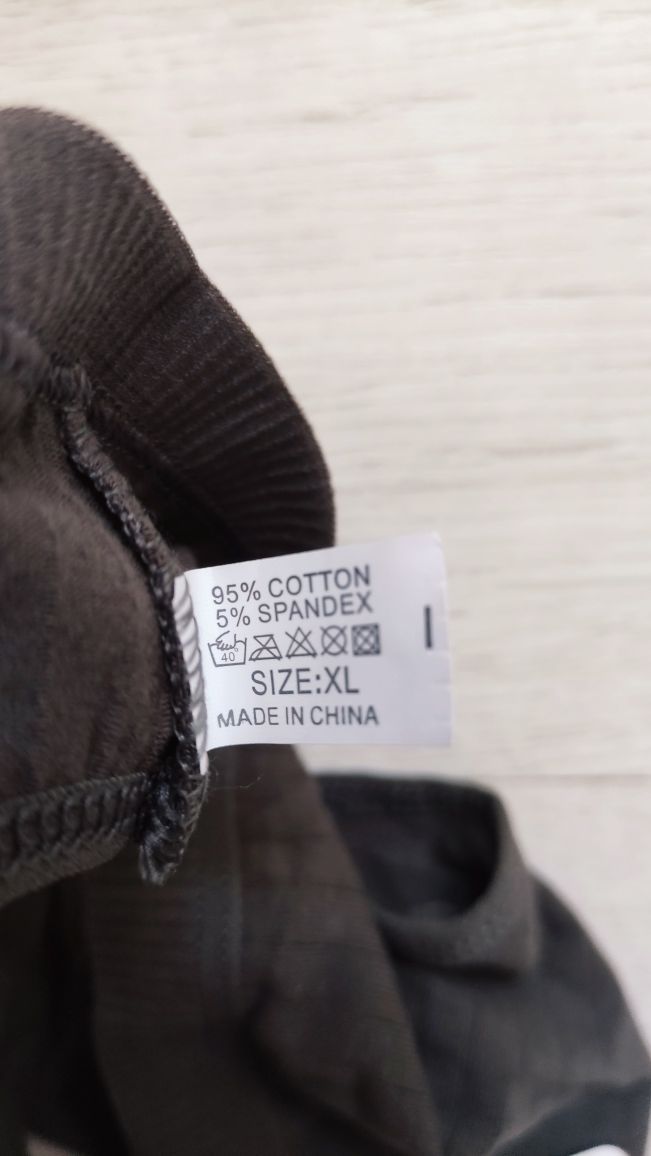 95% COTTON
5% SPANDEX
40°
SIZE:XL
MADE IN CHINA